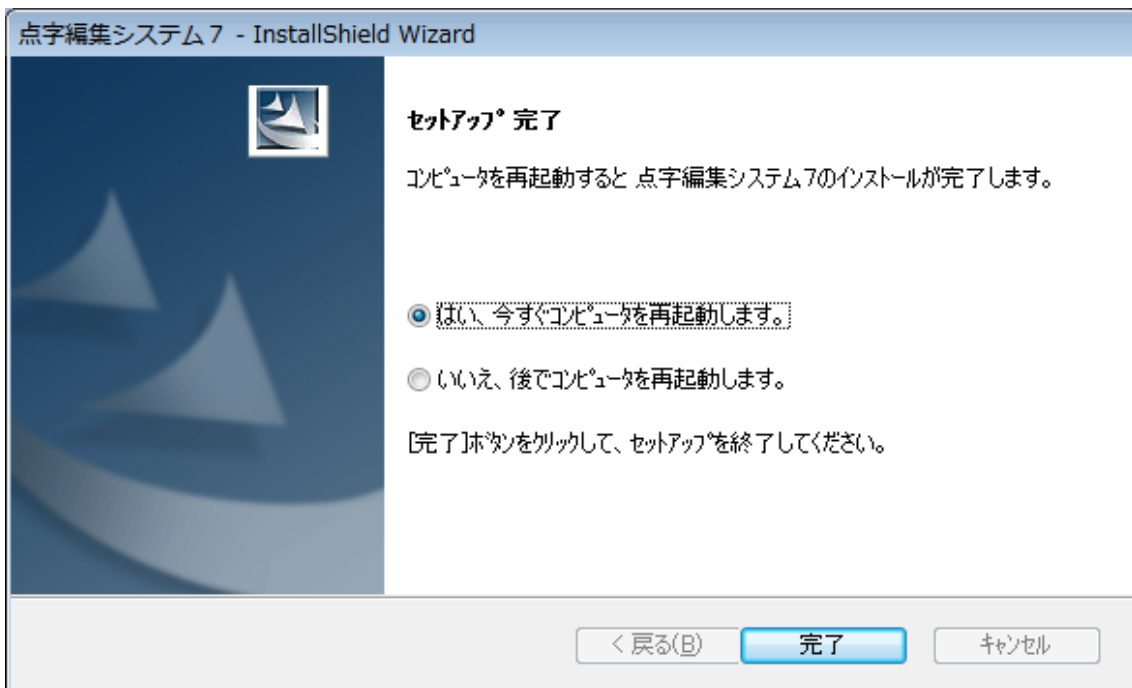 点字編集システム7 - InstallShield Wizard
セットアップ 完了
コンピュータを再起動すると 点字編集システム7のインストールが完了します。
はい、今すぐコンピュータを再起動します。
いいえ、後でコンピュータを再起動します。
[完了]ボタンをクリックして、セットアップを終了してください。
< 戻る(B)
完了
キャンセル